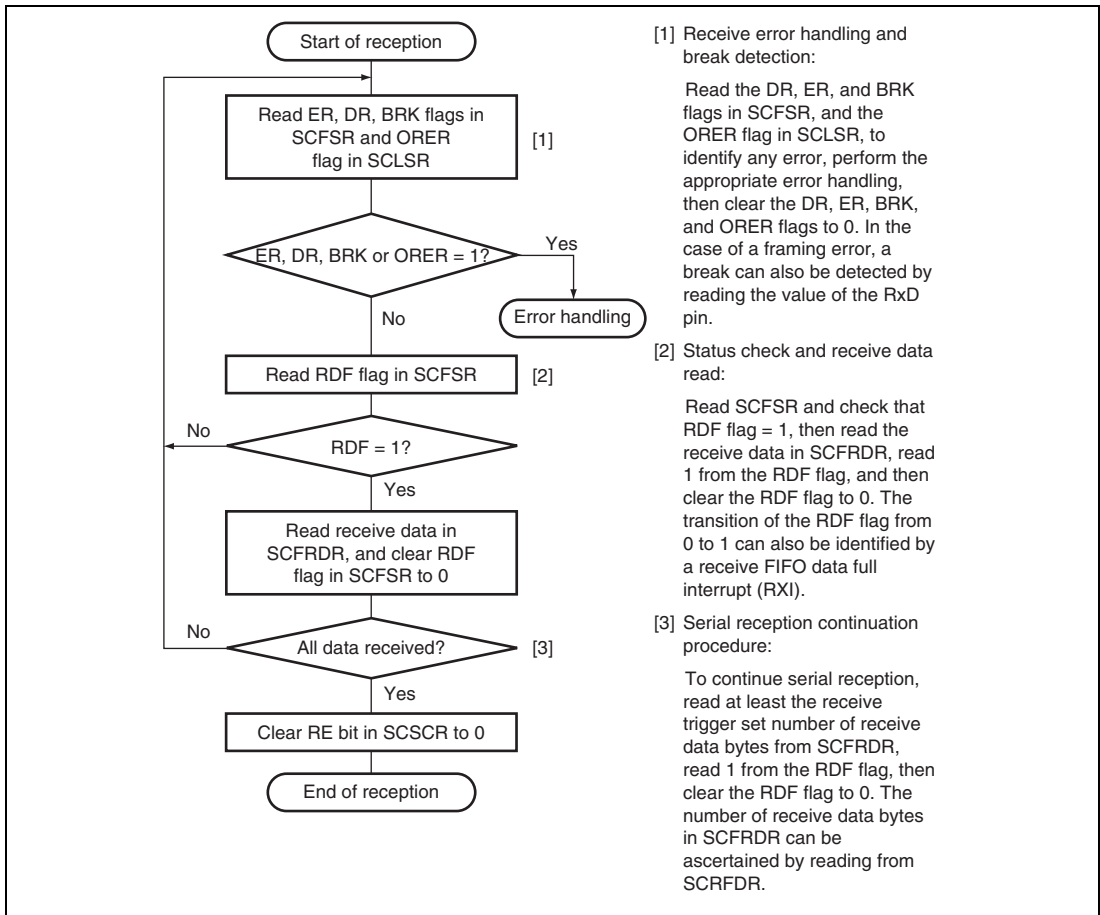 Start of reception
Read ER, DR, BRK flags in
SCFSR and ORER
flag in SCLSR
[1]
ER, DR, BRK or ORER = 1?
Yes
Error handling
No
Read RDF flag in SCFSR
[2]
No
RDF = 1?
Yes
Read receive data in
SCFRDR, and clear RDF
flag in SCFSR to 0
No
All data received?
[3]
Yes
Clear RE bit in SCSCR to 0
End of reception
[1] Receive error handling and
break detection:
Read the DR, ER, and BRK
flags in SCFSR, and the
ORER flag in SCLSR, to
identify any error, perform the
appropriate error handling,
then clear the DR, ER, BRK,
and ORER flags to 0. In the
case of a framing error, a
break can also be detected by
reading the value of the RxD
pin.
[2] Status check and receive data
read:
Read SCFSR and check that
RDF flag = 1, then read the
receive data in SCFRDR, read
1 from the RDF flag, and then
clear the RDF flag to 0. The
transition of the RDF flag from
0 to 1 can also be identified by
a receive FIFO data full
interrupt (RXI).
[3] Serial reception continuation
procedure:
To continue serial reception,
read at least the receive
trigger set number of receive
data bytes from SCFRDR,
read 1 from the RDF flag, then
clear the RDF flag to 0. The
number of receive data bytes
in SCFRDR can be
ascertained by reading from
SCRFDR.